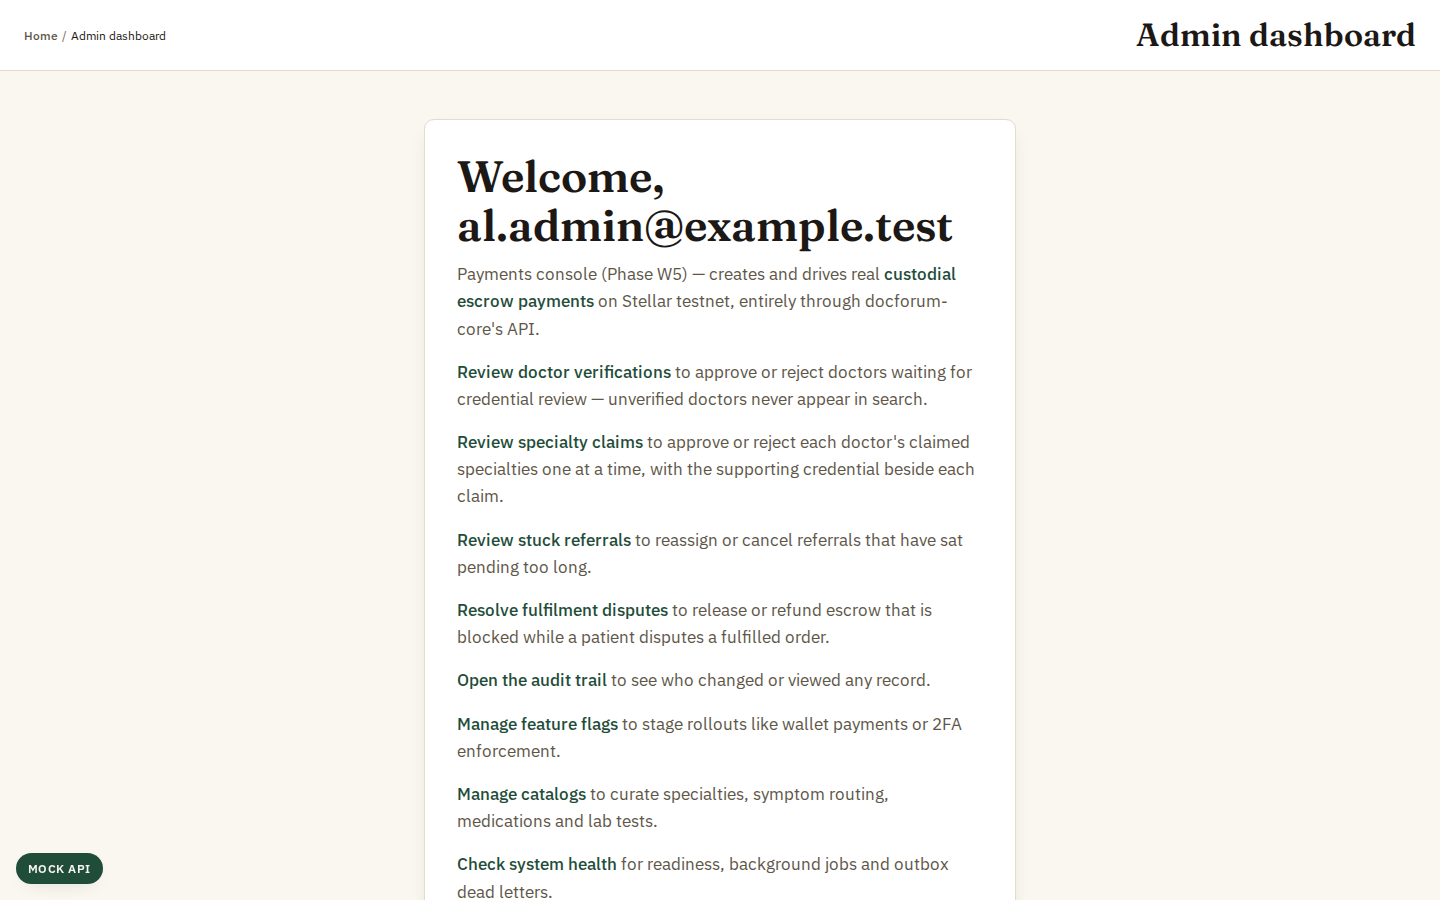 Home / Admin dashboard
Admin dashboard
Welcome,
al.admin@example.test
Payments console (Phase W5) — creates and drives real custodial
escrow payments on Stellar testnet, entirely through docforum-
core's API.
Review doctor verifications to approve or reject doctors waiting for
credential review — unverified doctors never appear in search.
Review specialty claims to approve or reject each doctor's claimed
specialties one at a time, with the supporting credential beside each
claim.
Review stuck referrals to reassign or cancel referrals that have sat
pending too long.
Resolve fulfilment disputes to release or refund escrow that is
blocked while a patient disputes a fulfilled order.
Open the audit trail to see who changed or viewed any record.
Manage feature flags to stage rollouts like wallet payments or 2FA
enforcement.
Manage catalogs to curate specialties, symptom routing,
medications and lab tests.
Check system health for readiness, background jobs and outbox
dead letters.
MOCK API